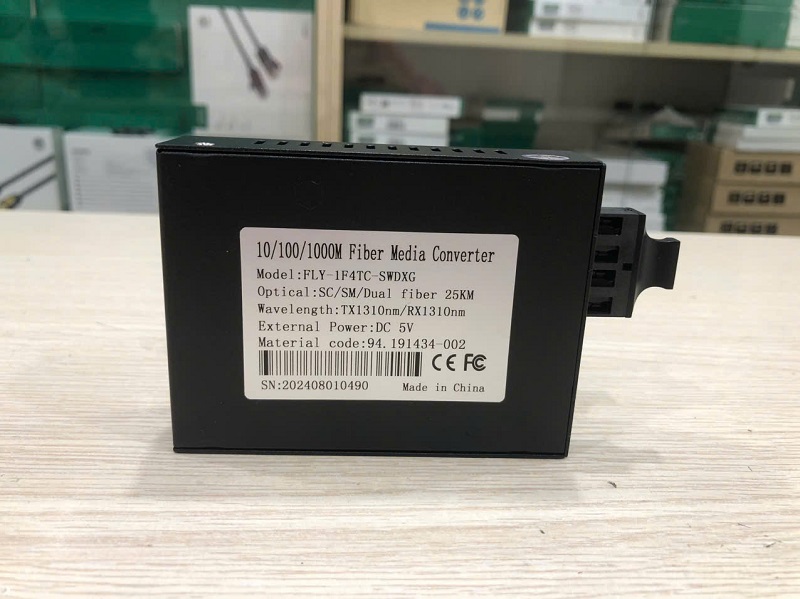 10/100/1000M Fiber Media Converter
Model:FLY-1F4TC-SWDXG
Optical:SC/SM/Dual fiber 25KM
Wavelength:TX1310nm/RX1310nm
External Power:DC 5V
Material code:94.191434-002
CE FC
SN:202408010490 Made in China